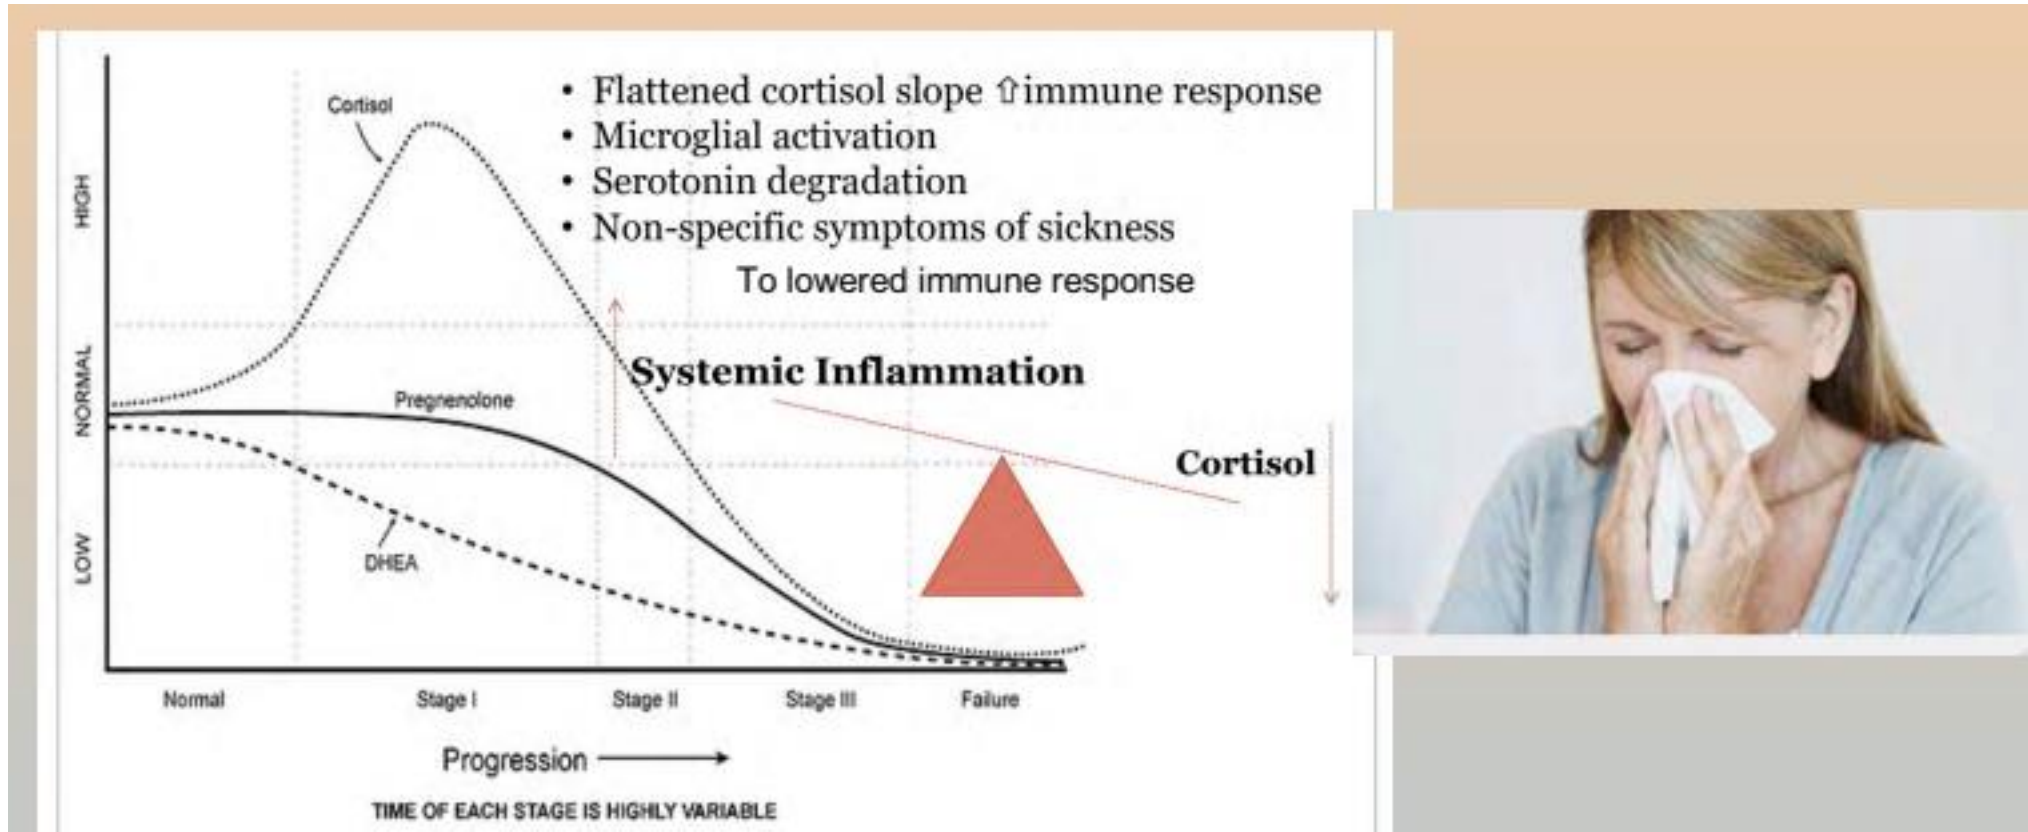 Cortisol
• Flattened cortisol slope ⇧immune response
• Microglial activation
• Serotonin degradation
• Non-specific symptoms of sickness
To lowered immune response
HIGH
NORMAL
LOW
Systemic Inflammation
Pregnenolone
Cortisol
DHEA
Normal
Stage I
Stage II
Stage III
Failure
Progression
TIME OF EACH STAGE IS HIGHLY VARIABLE